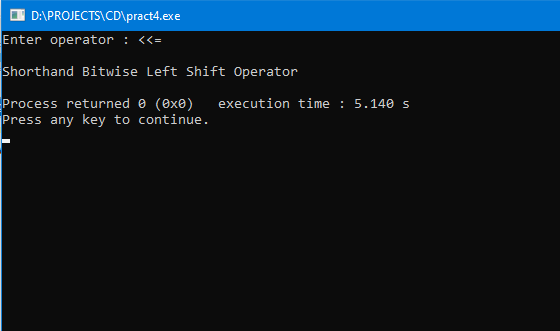 D:\PROJECTS\CD\pract4.exe
Enter operator : <<=
Shorthand Bitwise Left Shift Operator
Process returned 0 (0x0)   execution time : 5.140 s
Press any key to continue.